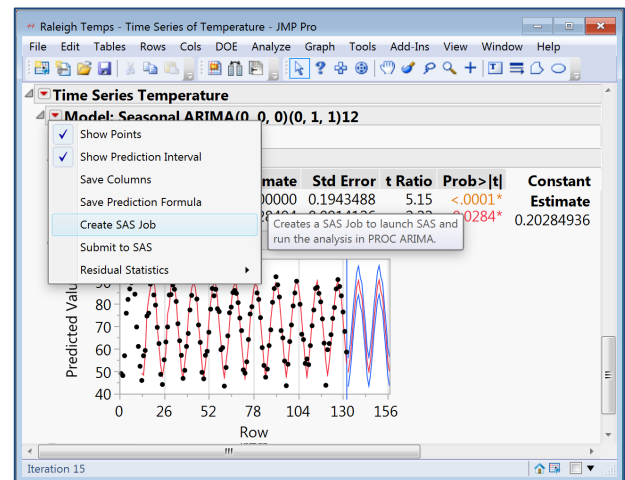 Raleigh Temps - Time Series of Temperature - JMP Pro
File Edit Tables Rows Cols DOE Analyze Graph Tools Add-Ins View Window Help
Time Series Temperature
Model: Seasonal ARIMA(0, 0, 0)(0, 1, 1)12
Show Points
Show Prediction Interval
Save Columns
Save Prediction Formula
Create SAS Job
Submit to SAS
Residual Statistics
mate Std Error t Ratio Prob>|t| Constant
00000 0.1943488 5.15 <.0001* Estimate
0.0284* 0.20284936
Creates a SAS Job to launch SAS and
run the analysis in PROC ARIMA.
Predicted Valu
90
80
70
60
50
40
0 26 52 78 104 130 156
Row
Iteration 15